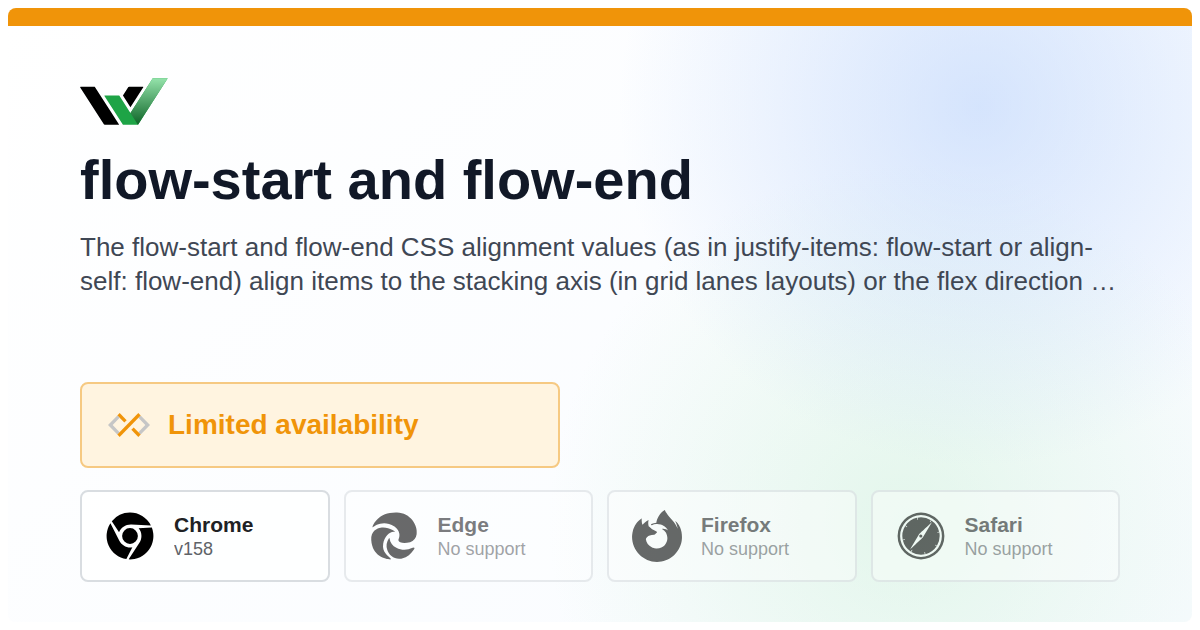 flow-start and flow-end
The flow-start and flow-end CSS alignment values (as in justify-items: flow-start or align-
self: flow-end) align items to the stacking axis (in grid lanes layouts) or the flex direction …
Limited availability
Chrome
v158
Edge
No support
Firefox
No support
Safari
No support